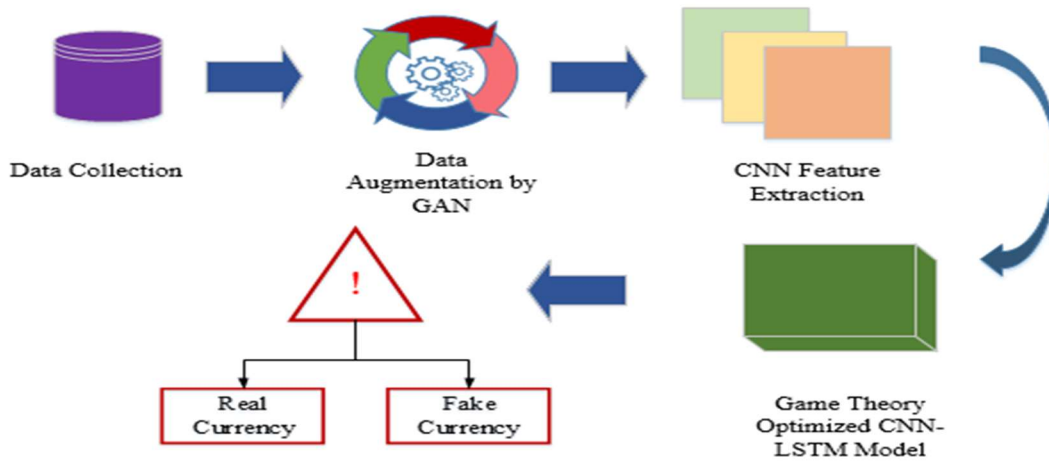 Data Collection
Data
Augmentation by
GAN
CNN Feature
Extraction
!
Real
Currency
Fake
Currency
Game Theory
Optimized CNN-
LSTM Model